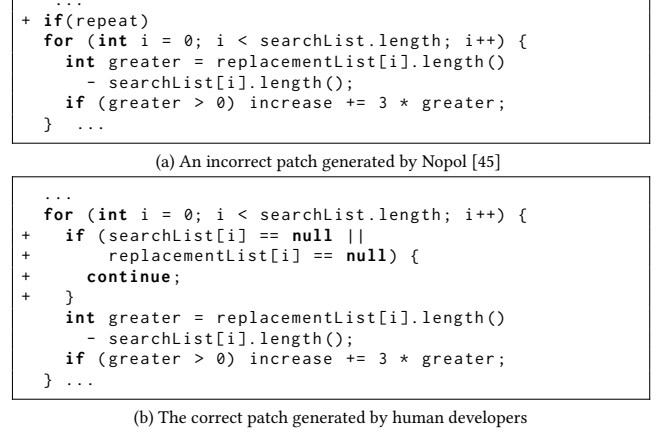 ...
+ if(repeat)
for (int i = 0; i < searchList.length; i++) {
int greater = replacementList[i].length()
- searchList[i].length();
if (greater > 0) increase += 3 * greater;
} ...
(a) An incorrect patch generated by Nopol [45]
...
for (int i = 0; i < searchList.length; i++) {
+ if (searchList[i] == null ||
+ replacementList[i] == null) {
+ continue;
+ }
int greater = replacementList[i].length()
- searchList[i].length();
if (greater > 0) increase += 3 * greater;
} ...
(b) The correct patch generated by human developers